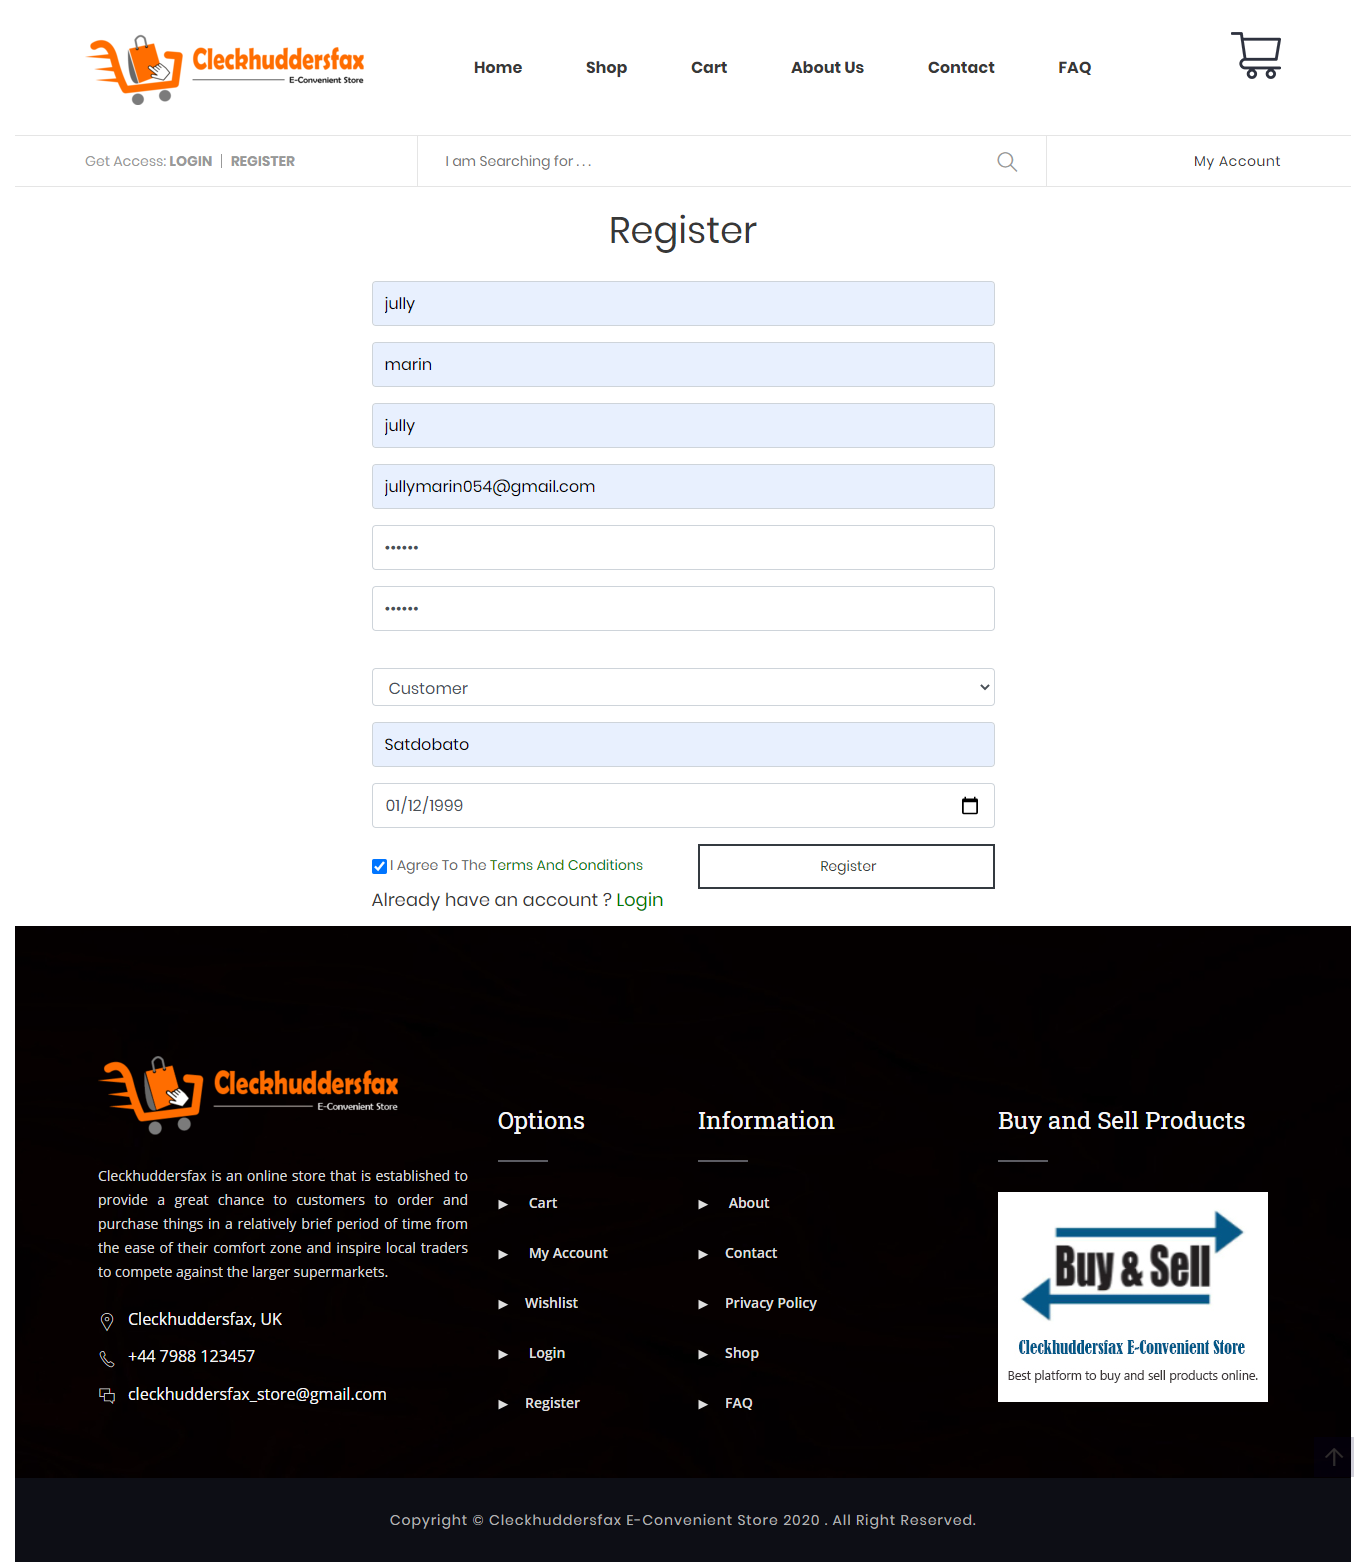 Cleckhuddersfax
E-Convenient Store
Home Shop Cart About Us Contact FAQ
Get Access: LOGIN | REGISTER
I am Searching for . . .
My Account
Register
jully
marin
jully
jullymarin054@gmail.com
••••••
••••••
Customer
Satdobato
01/12/1999
I Agree To The Terms And Conditions
Register
Already have an account ? Login
Cleckhuddersfax
E-Convenient Store
Cleckhuddersfax is an online store that is established to
provide a great chance to customers to order and
purchase things in a relatively brief period of time from
the ease of their comfort zone and inspire local traders
to compete against the larger supermarkets.
Cleckhuddersfax, UK
+44 7988 123457
cleckhuddersfax_store@gmail.com
Options
Cart
My Account
Wishlist
Login
Register
Information
About
Contact
Privacy Policy
Shop
FAQ
Buy and Sell Products
Buy & Sell
Cleckhuddersfax E-Convenient Store
Best platform to buy and sell products online.
Copyright © Cleckhuddersfax E-Convenient Store 2020 . All Right Reserved.